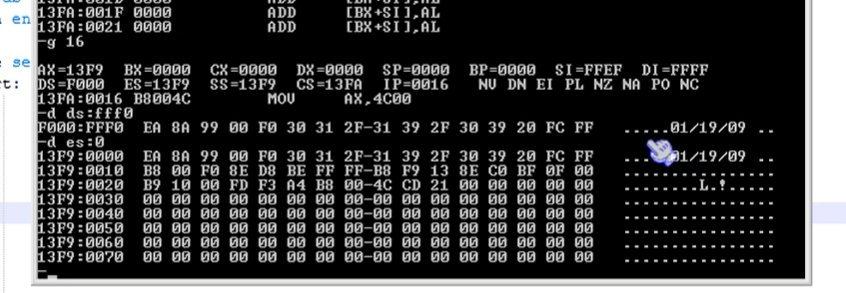 13FA:001F 0000 ADD [BX+SI],AL
13FA:0021 0000 ADD [BX+SI],AL
-g 16
AX=13F9 BX=0000 CX=0000 DX=0000 SP=0000 BP=0000 SI=FFEF DI=FFFF
DS=F000 ES=13F9 SS=13F9 CS=13FA IP=0016 NU DN EI PL NZ NA PO NC
13FA:0016 B8004C MOV AX,4C00
-d ds:fff0
F000:FFF0 EA 8A 99 00 F0 30 31 2F-31 39 2F 30 39 20 FC FF .....01/19/09 ..
-d es:0
13F9:0000 EA 8A 99 00 F0 30 31 2F-31 39 2F 30 39 20 FC FF .....01/19/09 ..
13F9:0010 B8 00 F0 8E D8 BE FF FF-B8 F9 13 8E C0 BF 0F 00 ................
13F9:0020 B9 10 00 FD F3 A4 B8 00-4C CD 21 00 00 00 00 00 ........L.!.....
13F9:0030 00 00 00 00 00 00 00 00-00 00 00 00 00 00 00 00 ................
13F9:0040 00 00 00 00 00 00 00 00-00 00 00 00 00 00 00 00 ................
13F9:0050 00 00 00 00 00 00 00 00-00 00 00 00 00 00 00 00 ................
13F9:0060 00 00 00 00 00 00 00 00-00 00 00 00 00 00 00 00 ................
13F9:0070 00 00 00 00 00 00 00 00-00 00 00 00 00 00 00 00 ................
-